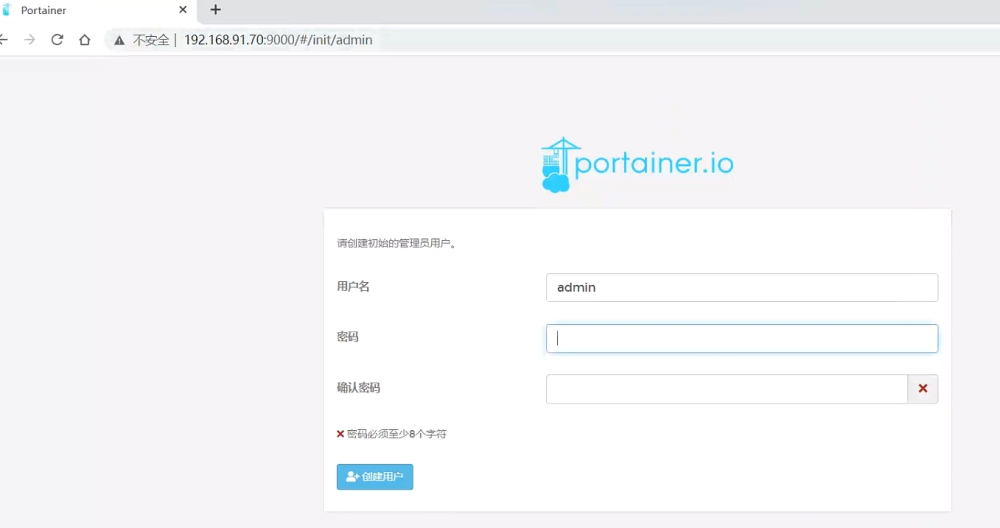 Portainer
不安全 | 192.168.91.70:9000/#/init/admin
portainer.io
请创建初始的管理员用户。
用户名 admin
密码
确认密码
密码必须至少8个字符
创建用户